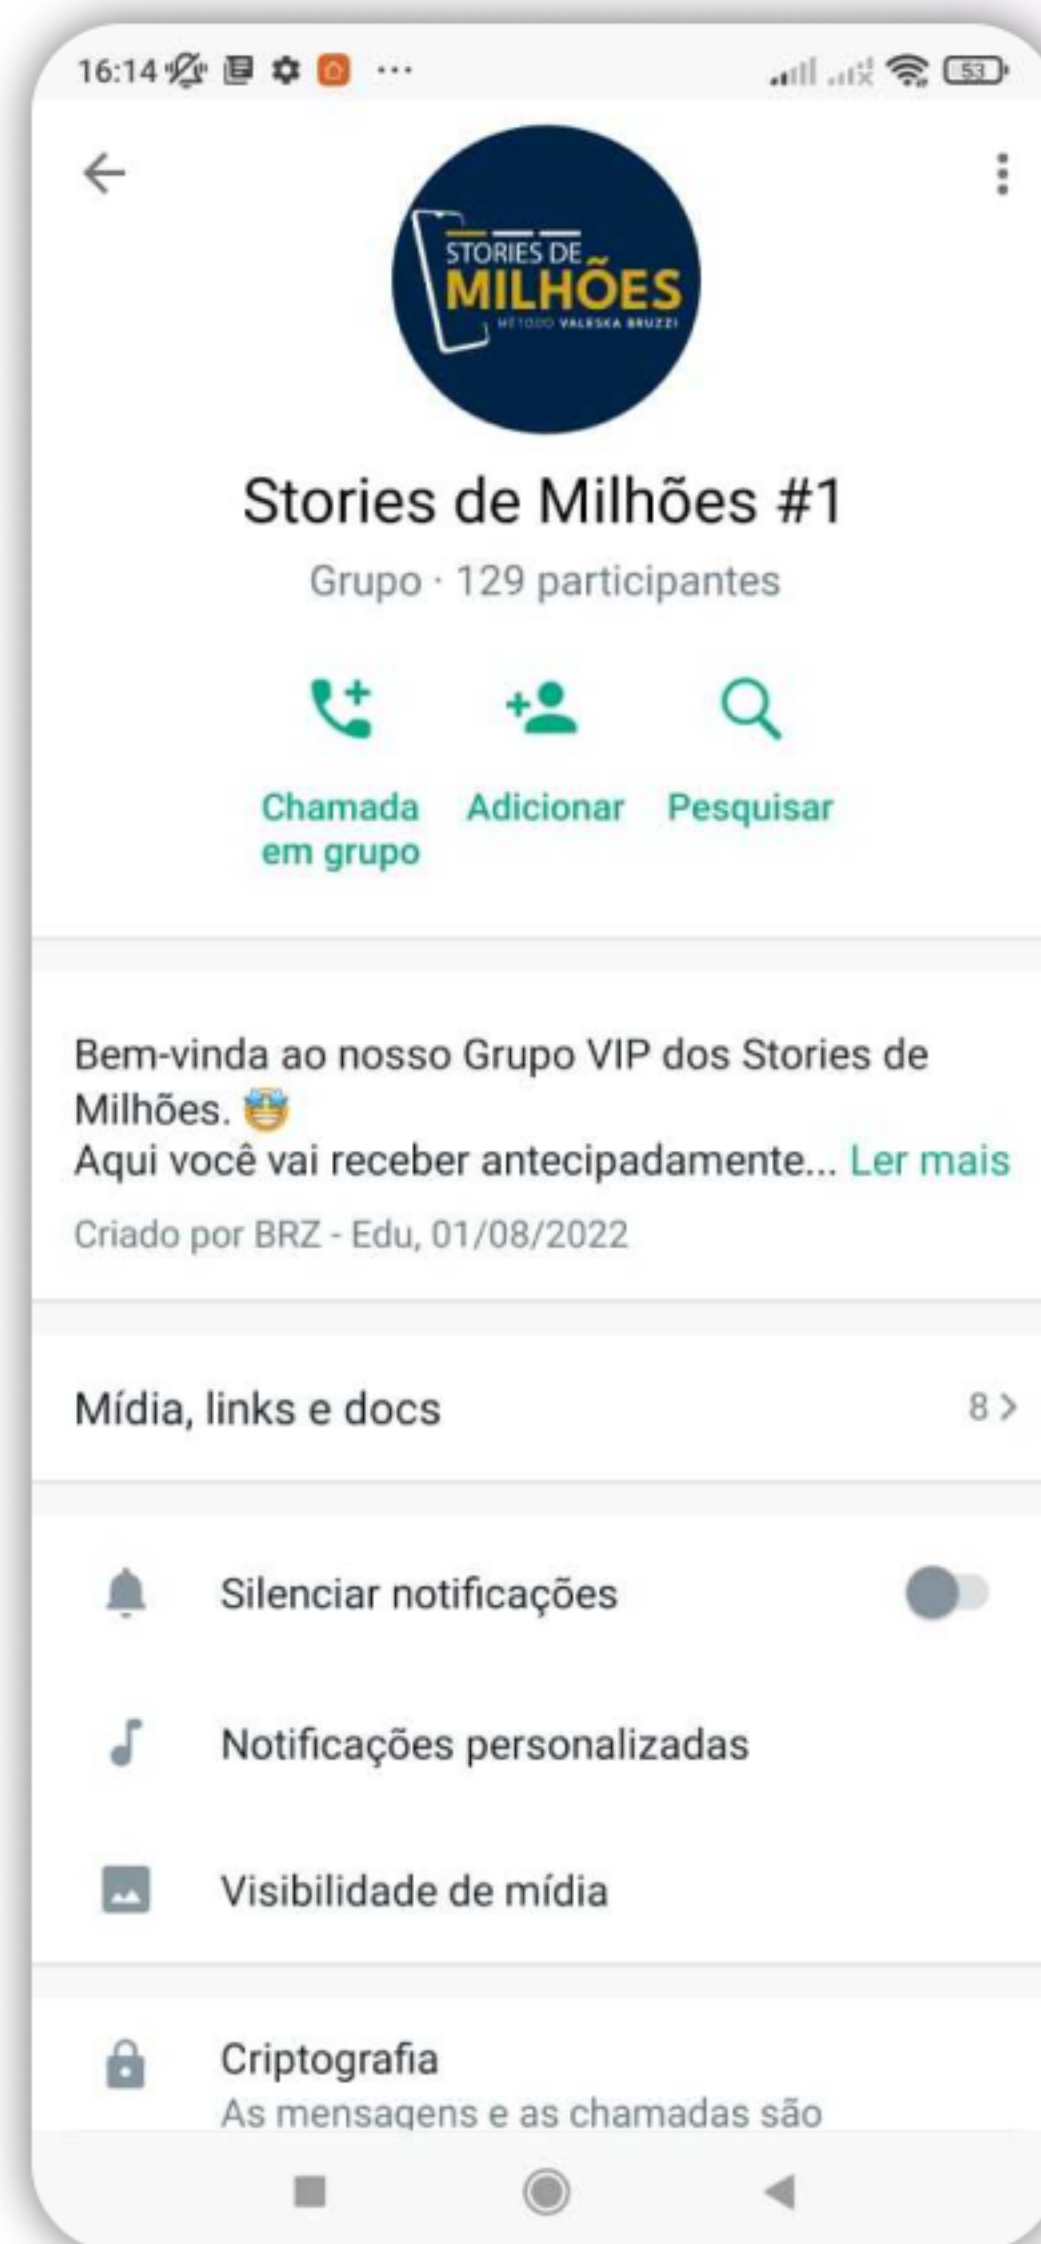 16:14
53
STORIES DE
MILHÕES
MÉTODO VALESKA BRUZZI
Stories de Milhões #1
Grupo · 129 participantes
Chamada
em grupo
Adicionar
Pesquisar
Bem-vinda ao nosso Grupo VIP dos Stories de
Milhões. 🤩
Aqui você vai receber antecipadamente... Ler mais
Criado por BRZ - Edu, 01/08/2022
Mídia, links e docs
8
Silenciar notificações
Notificações personalizadas
Visibilidade de mídia
Criptografia
As mensagens e as chamadas são